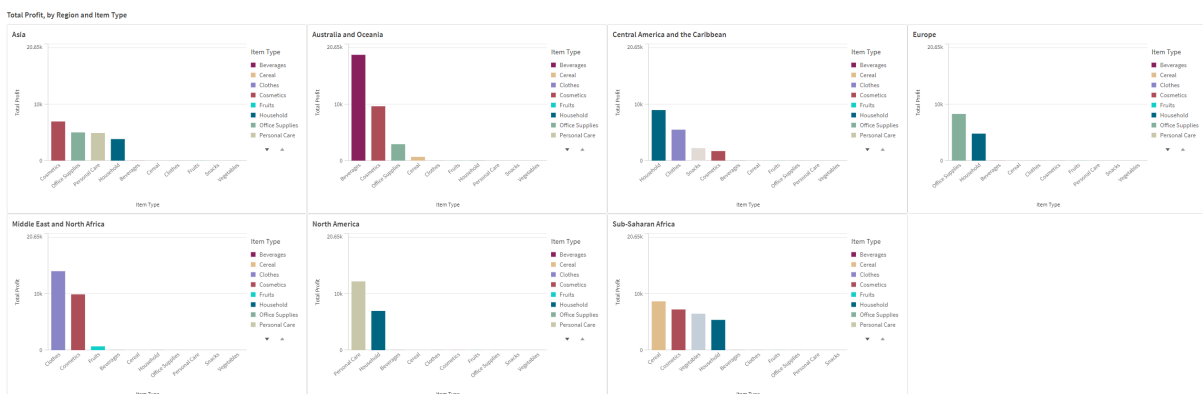 Total Profit, by Region and Item Type
Asia
20.65k
10k
0
Total Profit
Cosmetics
Office Supplies
Personal Care
Household
Beverages
Cereal
Clothes
Fruits
Snacks
Vegetables
Item Type
Item Type
Beverages
Cereal
Clothes
Cosmetics
Fruits
Household
Office Supplies
Personal Care
Australia and Oceania
20.65k
10k
0
Total Profit
Beverages
Cosmetics
Office Supplies
Cereal
Clothes
Fruits
Household
Personal Care
Snacks
Vegetables
Item Type
Item Type
Beverages
Cereal
Clothes
Cosmetics
Fruits
Household
Office Supplies
Personal Care
Central America and the Caribbean
20.65k
10k
0
Total Profit
Household
Clothes
Snacks
Cosmetics
Beverages
Cereal
Fruits
Office Supplies
Personal Care
Vegetables
Item Type
Item Type
Beverages
Cereal
Clothes
Cosmetics
Fruits
Household
Office Supplies
Personal Care
Europe
20.65k
10k
0
Total Profit
Office Supplies
Household
Beverages
Cereal
Clothes
Cosmetics
Fruits
Personal Care
Snacks
Vegetables
Item Type
Item Type
Beverages
Cereal
Clothes
Cosmetics
Fruits
Household
Office Supplies
Personal Care
Middle East and North Africa
20.65k
10k
0
Total Profit
Clothes
Cosmetics
Fruits
Beverages
Cereal
Household
Office Supplies
Personal Care
Snacks
Vegetables
Item Type
Item Type
Beverages
Cereal
Clothes
Cosmetics
Fruits
Household
Office Supplies
Personal Care
North America
20.65k
10k
0
Total Profit
Personal Care
Household
Beverages
Cereal
Clothes
Cosmetics
Fruits
Office Supplies
Snacks
Vegetables
Item Type
Item Type
Beverages
Cereal
Clothes
Cosmetics
Fruits
Household
Office Supplies
Personal Care
Sub-Saharan Africa
20.65k
10k
0
Total Profit
Cereal
Cosmetics
Vegetables
Household
Beverages
Clothes
Fruits
Office Supplies
Personal Care
Snacks
Item Type
Item Type
Beverages
Cereal
Clothes
Cosmetics
Fruits
Household
Office Supplies
Personal Care